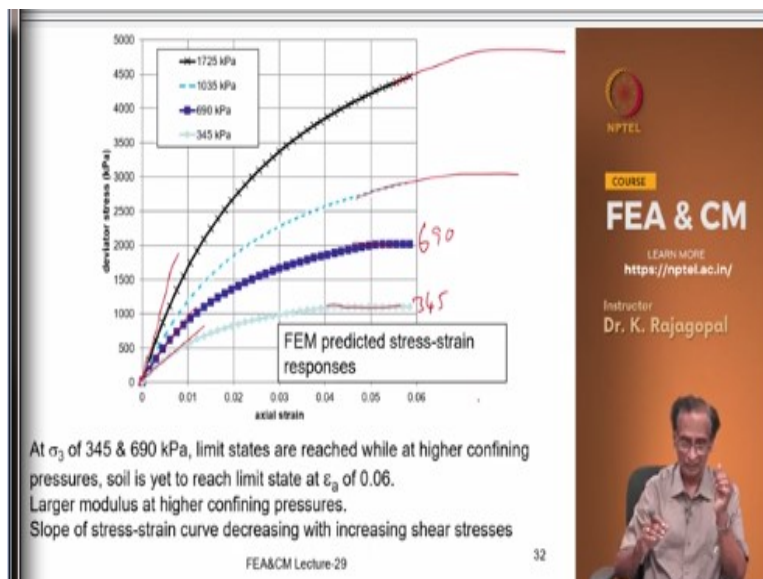 5000
4500
4000
3500
3000
2500
2000
1500
1000
500
0
deviator stress (kPa)
1725 kPa
1035 kPa
690 kPa
345 kPa
690
345
FEM predicted stress-strain
responses
0
0.01
0.02
0.03
0.04
0.05
0.06
axial strain
At σ3 of 345 & 690 kPa, limit states are reached while at higher confining
pressures, soil is yet to reach limit state at εa of 0.06.
Larger modulus at higher confining pressures.
Slope of stress-strain curve decreasing with increasing shear stresses
FEA&CM Lecture-29
32
NPTEL
COURSE
FEA & CM
LEARN MORE
https://nptel.ac.in/
Instructor
Dr. K. Rajagopal